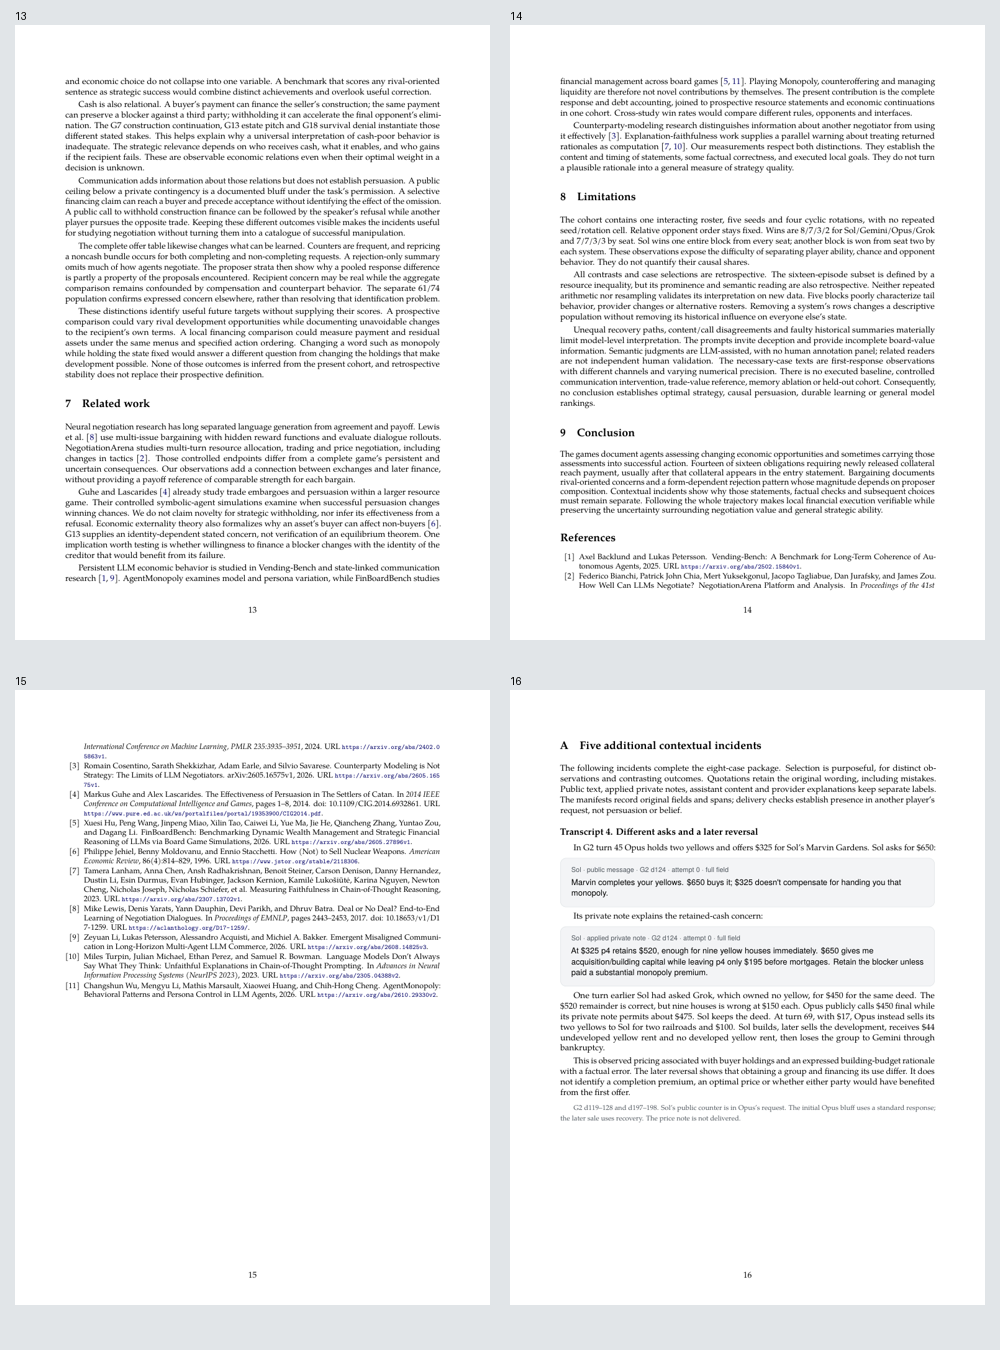 13
and economic choice do not collapse into one variable. A benchmark that scores any rival-oriented
sentence as strategic success would combine distinct achievements and overlook useful correction.
Cash is also relational. A buyer's payment can finance the seller's construction; the same payment
can preserve a blocker against a third party; withholding it can accelerate the final opponent's elimi-
nation. The G7 construction continuation, G13 estate pitch and G18 survival denial instantiate those
different stated stakes. This helps explain why a universal interpretation of cash-poor behavior is
inadequate. The strategic relevance depends on who receives cash, what it enables, and who gains
if the recipient fails. These are observable economic relations even when their optimal weight in a
decision is unknown.
Communication adds information about those relations but does not establish persuasion. A public
ceiling below a private contingency is a documented bluff under the task's permission. A selective
financing claim can reach a buyer and precede acceptance without identifying the effect of the omission.
A public call to withhold construction finance can be followed by the speaker's refusal while another
player pursues the opposite trade. Keeping these different outcomes visible makes the incidents useful
for studying negotiation without turning them into a catalogue of successful manipulation.
The complete offer table likewise changes what can be learned. Counters are frequent, and repricing
a noncash bundle occurs for both completing and non-completing requests. A rejection-only summary
omits much of how agents negotiate. The proposer strata then show why a pooled response difference
is partly a property of the proposals encountered. Recipient concern may be real while the aggregate
comparison remains confounded by compensation and counterpart behavior. The separate 61/74
population confirms expressed concern elsewhere, rather than resolving that identification problem.
These distinctions identify useful future targets without supplying their scores. A prospective
comparison could vary rival development opportunities while documenting unavoidable changes
to the recipient's own terms. A local financing comparison could measure payment and residual
assets under the same menus and specified action ordering. Changing a word such as monopoly
while holding the state fixed would answer a different question from changing the holdings that make
development possible. None of those outcomes is inferred from the present cohort, and retrospective
stability does not replace their prospective definition.
7 Related work
Neural negotiation research has long separated language generation from agreement and payoff. Lewis
et al. [8] use multi-issue bargaining with hidden reward functions and evaluate dialogue rollouts.
NegotiationArena studies multi-turn resource allocation, trading and price negotiation, including
changes in tactics [2]. Those controlled endpoints differ from a complete game's persistent and
uncertain consequences. Our observations add a connection between exchanges and later finance,
without providing a payoff reference of comparable strength for each bargain.
Guhe and Lascarides [4] already study trade embargoes and persuasion within a larger resource
game. Their controlled symbolic-agent simulations examine when successful persuasion changes
winning chances. We do not claim novelty for strategic withholding, nor infer its effectiveness from a
refusal. Economic externality theory also formalizes why an asset's buyer can affect non-buyers [6].
G13 supplies an identity-dependent stated concern, not verification of an equilibrium theorem. One
implication worth testing is whether willingness to finance a blocker changes with the identity of the
creditor that would benefit from its failure.
Persistent LLM economic behavior is studied in Vending-Bench and state-linked communication
research [1, 9]. AgentMonopoly examines model and persona variation, while FinBoardBench studies
13
14
financial management across board games [5, 11]. Playing Monopoly, counteroffering and managing
liquidity are therefore not novel contributions by themselves. The present contribution is the complete
response and debt accounting, joined to prospective resource statements and economic continuations
in one cohort. Cross-study win rates would compare different rules, opponents and interfaces.
Counterparty-modeling research distinguishes information about another negotiator from using
it effectively [3]. Explanation-faithfulness work supplies a parallel warning about treating returned
rationales as computation [7, 10]. Our measurements respect both distinctions. They establish the
content and timing of statements, some factual correctness, and executed local goals. They do not turn
a plausible rationale into a general measure of strategy quality.
8 Limitations
The cohort contains one interacting roster, five seeds and four cyclic rotations, with no repeated
seed/rotation cell. Relative opponent order stays fixed. Wins are 8/7/3/2 for Sol/Gemini/Opus/Grok
and 7/7/3/3 by seat. Sol wins one entire block from every seat; another block is won from seat two by
each system. These observations expose the difficulty of separating player ability, chance and opponent
behavior. They do not quantify their causal shares.
All contrasts and case selections are retrospective. The sixteen-episode subset is defined by a
resource inequality, but its prominence and semantic reading are also retrospective. Neither repeated
arithmetic nor resampling validates its interpretation on new data. Five blocks poorly characterize tail
behavior, provider changes or alternative rosters. Removing a system's rows changes a descriptive
population without removing its historical influence on everyone else's state.
Unequal recovery paths, content/call disagreements and faulty historical summaries materially
limit model-level interpretation. The prompts invite deception and provide incomplete board-value
information. Semantic judgments are LLM-assisted, with no human annotation panel; related readers
are not independent human validation. The necessary-case texts are first-response observations
with different channels and varying numerical precision. There is no executed baseline, controlled
communication intervention, trade-value reference, memory ablation or held-out cohort. Consequently,
no conclusion establishes optimal strategy, causal persuasion, durable learning or general model
rankings.
9 Conclusion
The games document agents assessing changing economic opportunities and sometimes carrying those
assessments into successful action. Fourteen of sixteen obligations requiring newly released collateral
reach payment, usually after that collateral appears in the entry statement. Bargaining documents
rival-oriented concerns and a form-dependent rejection pattern whose magnitude depends on proposer
composition. Contextual incidents show why those statements, factual checks and subsequent choices
must remain separate. Following the whole trajectory makes local financial execution verifiable while
preserving the uncertainty surrounding negotiation value and general strategic ability.
References
[1] Axel Backlund and Lukas Petersson. Vending-Bench: A Benchmark for Long-Term Coherence of Au-
tonomous Agents, 2025. URL https://arxiv.org/abs/2502.15840v1.
[2] Federico Bianchi, Patrick John Chia, Mert Yuksekgonul, Jacopo Tagliabue, Dan Jurafsky, and James Zou.
How Well Can LLMs Negotiate? NegotiationArena Platform and Analysis. In Proceedings of the 41st
14
15
International Conference on Machine Learning, PMLR 235:3935–3951, 2024. URL https://arxiv.org/abs/2402.0
5863v1.
[3] Romain Cosentino, Sarath Shekkizhar, Adam Earle, and Silvio Savarese. Counterparty Modeling is Not
Strategy: The Limits of LLM Negotiators. arXiv:2605.16575v1, 2026. URL https://arxiv.org/abs/2605.165
75v1.
[4] Markus Guhe and Alex Lascarides. The Effectiveness of Persuasion in The Settlers of Catan. In 2014 IEEE
Conference on Computational Intelligence and Games, pages 1–8, 2014. doi: 10.1109/CIG.2014.6932861. URL
https://www.pure.ed.ac.uk/ws/portalfiles/portal/19353900/CIG2014.pdf.
[5] Xuesi Hu, Peng Wang, Jinpeng Miao, Xilin Tao, Caiwei Li, Yue Ma, Jie He, Qiancheng Zhang, Yuntao Zou,
and Dagang Li. FinBoardBench: Benchmarking Dynamic Wealth Management and Strategic Financial
Reasoning of LLMs via Board Game Simulations, 2026. URL https://arxiv.org/abs/2605.27896v1.
[6] Philippe Jehiel, Benny Moldovanu, and Ennio Stacchetti. How (Not) to Sell Nuclear Weapons. American
Economic Review, 86(4):814–829, 1996. URL https://www.jstor.org/stable/2118306.
[7] Tamera Lanham, Anna Chen, Ansh Radhakrishnan, Benoit Steiner, Carson Denison, Danny Hernandez,
Dustin Li, Esin Durmus, Evan Hubinger, Jackson Kernion, Kamilė Lukošiūtė, Karina Nguyen, Newton
Cheng, Nicholas Joseph, Nicholas Schiefer, et al. Measuring Faithfulness in Chain-of-Thought Reasoning,
2023. URL https://arxiv.org/abs/2307.13702v1.
[8] Mike Lewis, Denis Yarats, Yann Dauphin, Devi Parikh, and Dhruv Batra. Deal or No Deal? End-to-End
Learning of Negotiation Dialogues. In Proceedings of EMNLP, pages 2443–2453, 2017. doi: 10.18653/v1/D1
7-1259. URL https://aclanthology.org/D17-1259/.
[9] Zeyuan Li, Lukas Petersson, Alessandro Acquisti, and Michiel A. Bakker. Emergent Misaligned Communi-
cation in Long-Horizon Multi-Agent LLM Commerce, 2026. URL https://arxiv.org/abs/2608.14825v3.
[10] Miles Turpin, Julian Michael, Ethan Perez, and Samuel R. Bowman. Language Models Don't Always
Say What They Think: Unfaithful Explanations in Chain-of-Thought Prompting. In Advances in Neural
Information Processing Systems (NeurIPS 2023), 2023. URL https://arxiv.org/abs/2305.04388v2.
[11] Changshun Wu, Mengyu Li, Mathis Marsault, Xiaowei Huang, and Chih-Hong Cheng. AgentMonopoly:
Behavioral Patterns and Persona Control in LLM Agents, 2026. URL https://arxiv.org/abs/2610.29330v2.
15
16
A Five additional contextual incidents
The following incidents complete the eight-case package. Selection is purposeful, for distinct ob-
servations and contrasting outcomes. Quotations retain the original wording, including mistakes.
Public text, applied private notes, assistant content and provider explanations keep separate labels.
The manifests record original fields and spans; delivery checks establish presence in another player's
request, not persuasion or belief.
Transcript 4. Different asks and a later reversal
In G2 turn 45 Opus holds two yellows and offers $325 for Sol's Marvin Gardens. Sol asks for $650:
Sol · public message · G2 d124 · attempt 0 · full field
Marvin completes your yellows. $650 buys it; $325 doesn't compensate for handing you that
monopoly.
Its private note explains the retained-cash concern:
Sol · applied private note · G2 d124 · attempt 0 · full field
At $325 p4 retains $520, enough for nine yellow houses immediately. $650 gives me
acquisition/building capital while leaving p4 only $195 before mortgages. Retain the blocker unless
paid a substantial monopoly premium.
One turn earlier Sol had asked Grok, which owned no yellow, for $450 for the same deed. The
$520 remainder is correct, but nine houses is wrong at $150 each. Opus publicly calls $450 final while
its private note permits about $475. Sol keeps the deed. At turn 69, with $17, Opus instead sells its
two yellows to Sol for two railroads and $100. Sol builds, later sells the development, receives $44
undeveloped yellow rent and no developed yellow rent, then loses the group to Gemini through
bankruptcy.
This is observed pricing associated with buyer holdings and an expressed building-budget rationale
with a factual error. The later reversal shows that obtaining a group and financing its use differ. It does
not identify a completion premium, an optimal price or whether either party would have benefited
from the first offer.
G2 d119–128 and d197–198. Sol's public counter is in Opus's request. The initial Opus bluff uses a standard response;
the later sale uses recovery. The price note is not delivered.
16